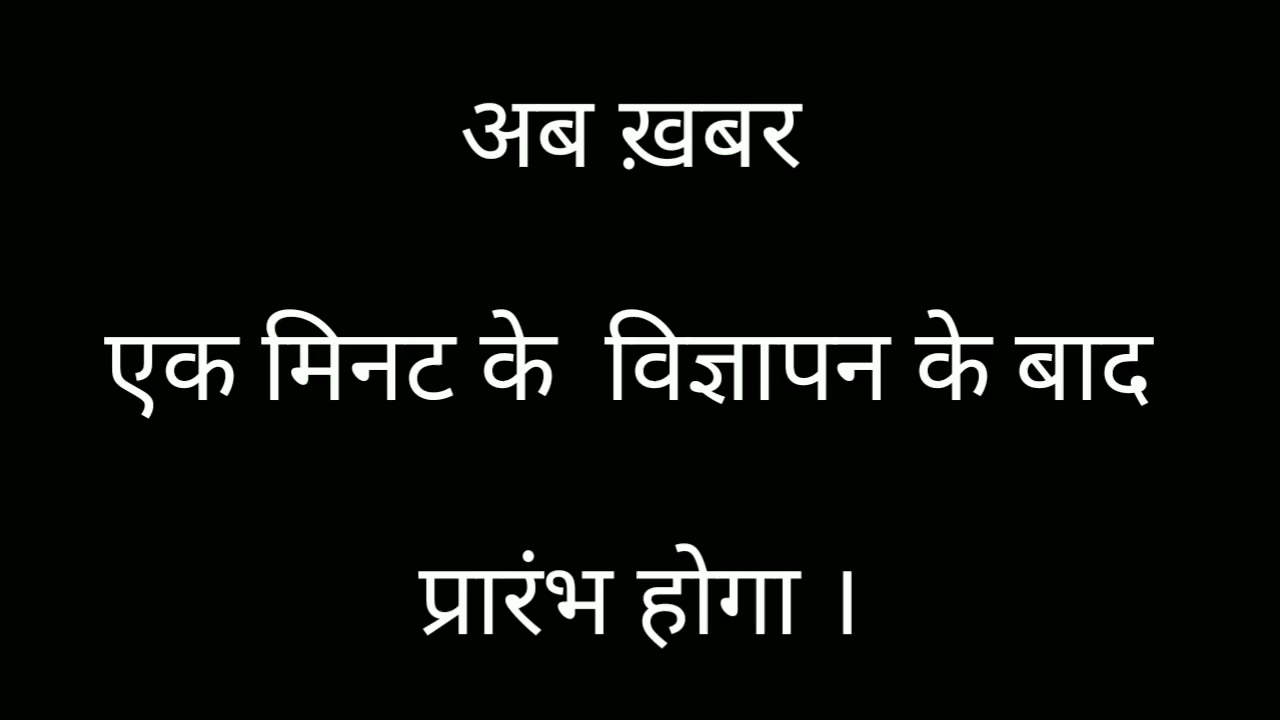 अब ख़बर
एक मिनट के विज्ञापन के बाद
प्रारंभ होगा ।